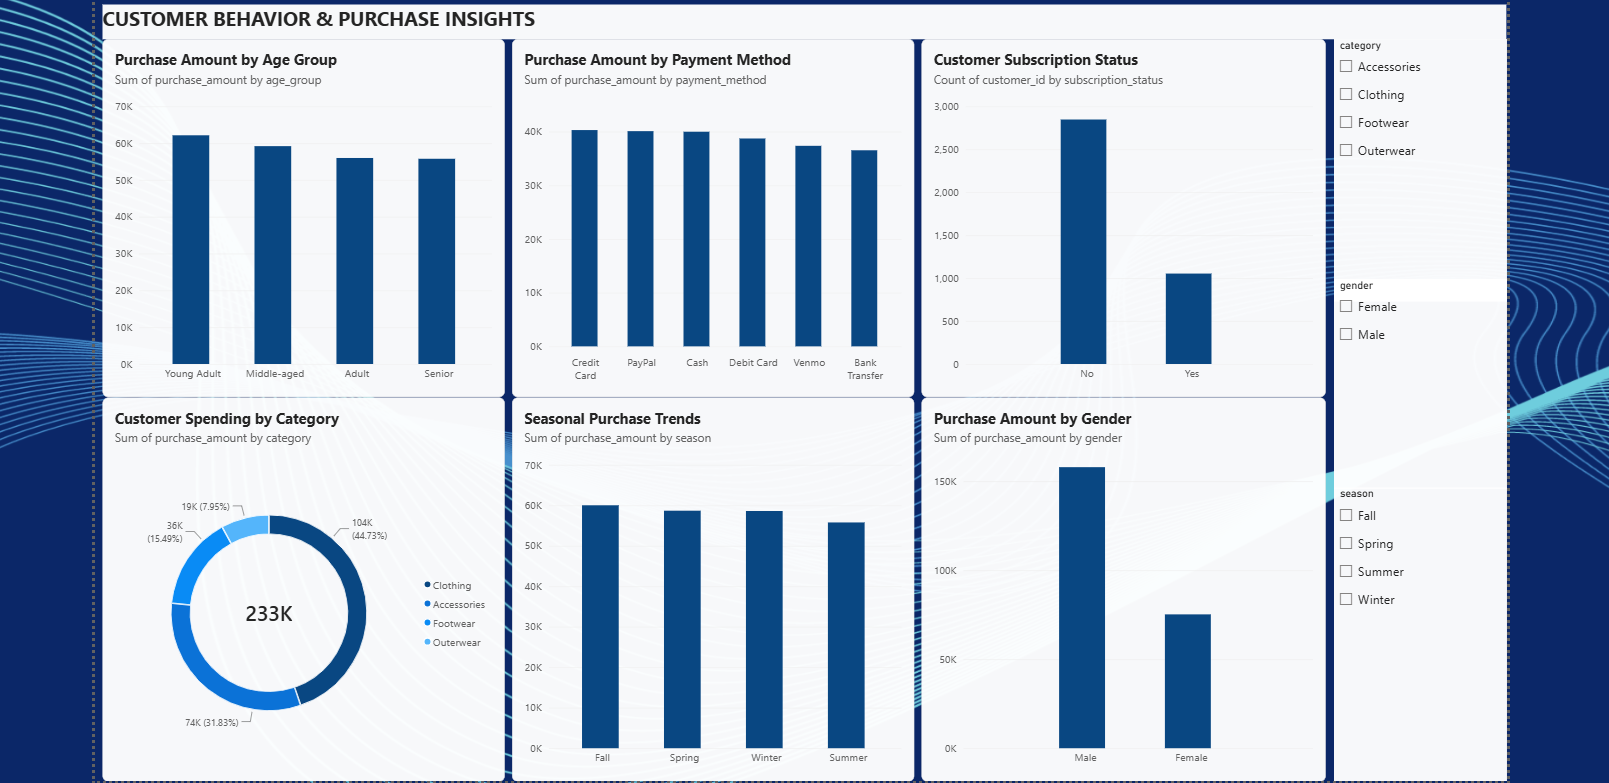 CUSTOMER BEHAVIOR & PURCHASE INSIGHTS
Purchase Amount by Age Group
Sum of purchase_amount by age_group
70K
60K
50K
40K
30K
20K
10K
0K
Young Adult
Middle-aged
Adult
Senior
Purchase Amount by Payment Method
Sum of purchase_amount by payment_method
40K
30K
20K
10K
0K
Credit
Card
PayPal
Cash
Debit Card
Venmo
Bank
Transfer
Customer Subscription Status
Count of customer_id by subscription_status
3,000
2,500
2,000
1,500
1,000
500
0
No
Yes
category
Accessories
Clothing
Footwear
Outerwear
gender
Female
Male
season
Fall
Spring
Summer
Winter
Customer Spending by Category
Sum of purchase_amount by category
19K (7.95%)
36K
(15.49%)
104K
(44.73%)
233K
74K (31.83%)
Clothing
Accessories
Footwear
Outerwear
Seasonal Purchase Trends
Sum of purchase_amount by season
70K
60K
50K
40K
30K
20K
10K
0K
Fall
Spring
Winter
Summer
Purchase Amount by Gender
Sum of purchase_amount by gender
150K
100K
50K
0K
Male
Female